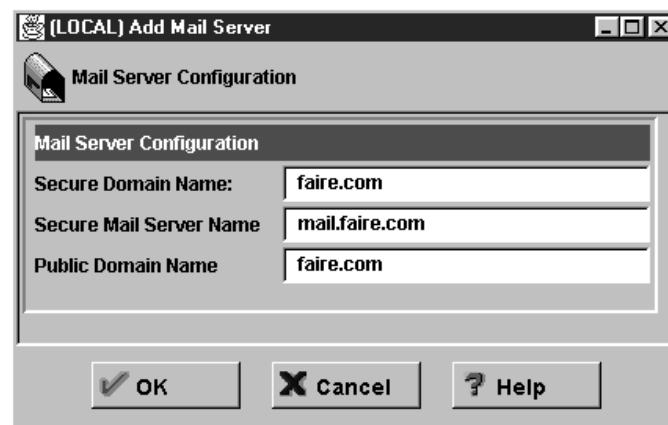 (LOCAL) Add Mail Server
Mail Server Configuration
Mail Server Configuration
Secure Domain Name: faire.com
Secure Mail Server Name mail.faire.com
Public Domain Name faire.com
OK Cancel Help